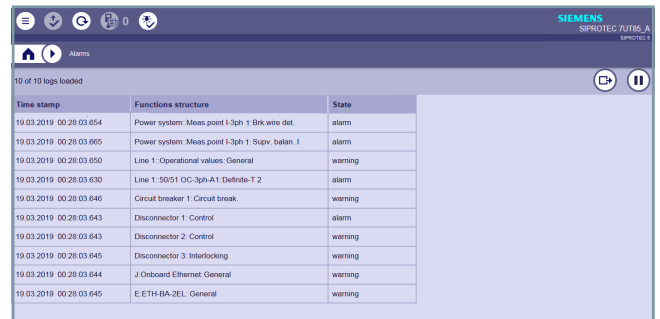 0
SIEMENS
SIPROTEC 7UT85_A
SIPROTEC 5
Alarms
10 of 10 logs loaded
Time stamp Functions structure State
19.03.2019 00:28:03.654 Power system:Meas.point I-3ph 1:Brk.wire det. alarm
19.03.2019 00:28:03.665 Power system:Meas.point I-3ph 1: Supv. balan. I alarm
19.03.2019 00:28:03.650 Line 1:Operational values:General warning
19.03.2019 00:28:03.630 Line 1:50/51 OC-3ph-A1:Definite-T 2 alarm
19.03.2019 00:28:03.646 Circuit breaker 1: Circuit break. warning
19.03.2019 00:28:03.643 Disconnector 1: Control alarm
19.03.2019 00:28:03.643 Disconnector 2: Control warning
19.03.2019 00:28:03.645 Disconnector 3: Interlocking warning
19.03.2019 00:28:03.644 J:Onboard Ethernet:General warning
19.03.2019 00:28:03.645 E:ETH-BA-2EL: General warning